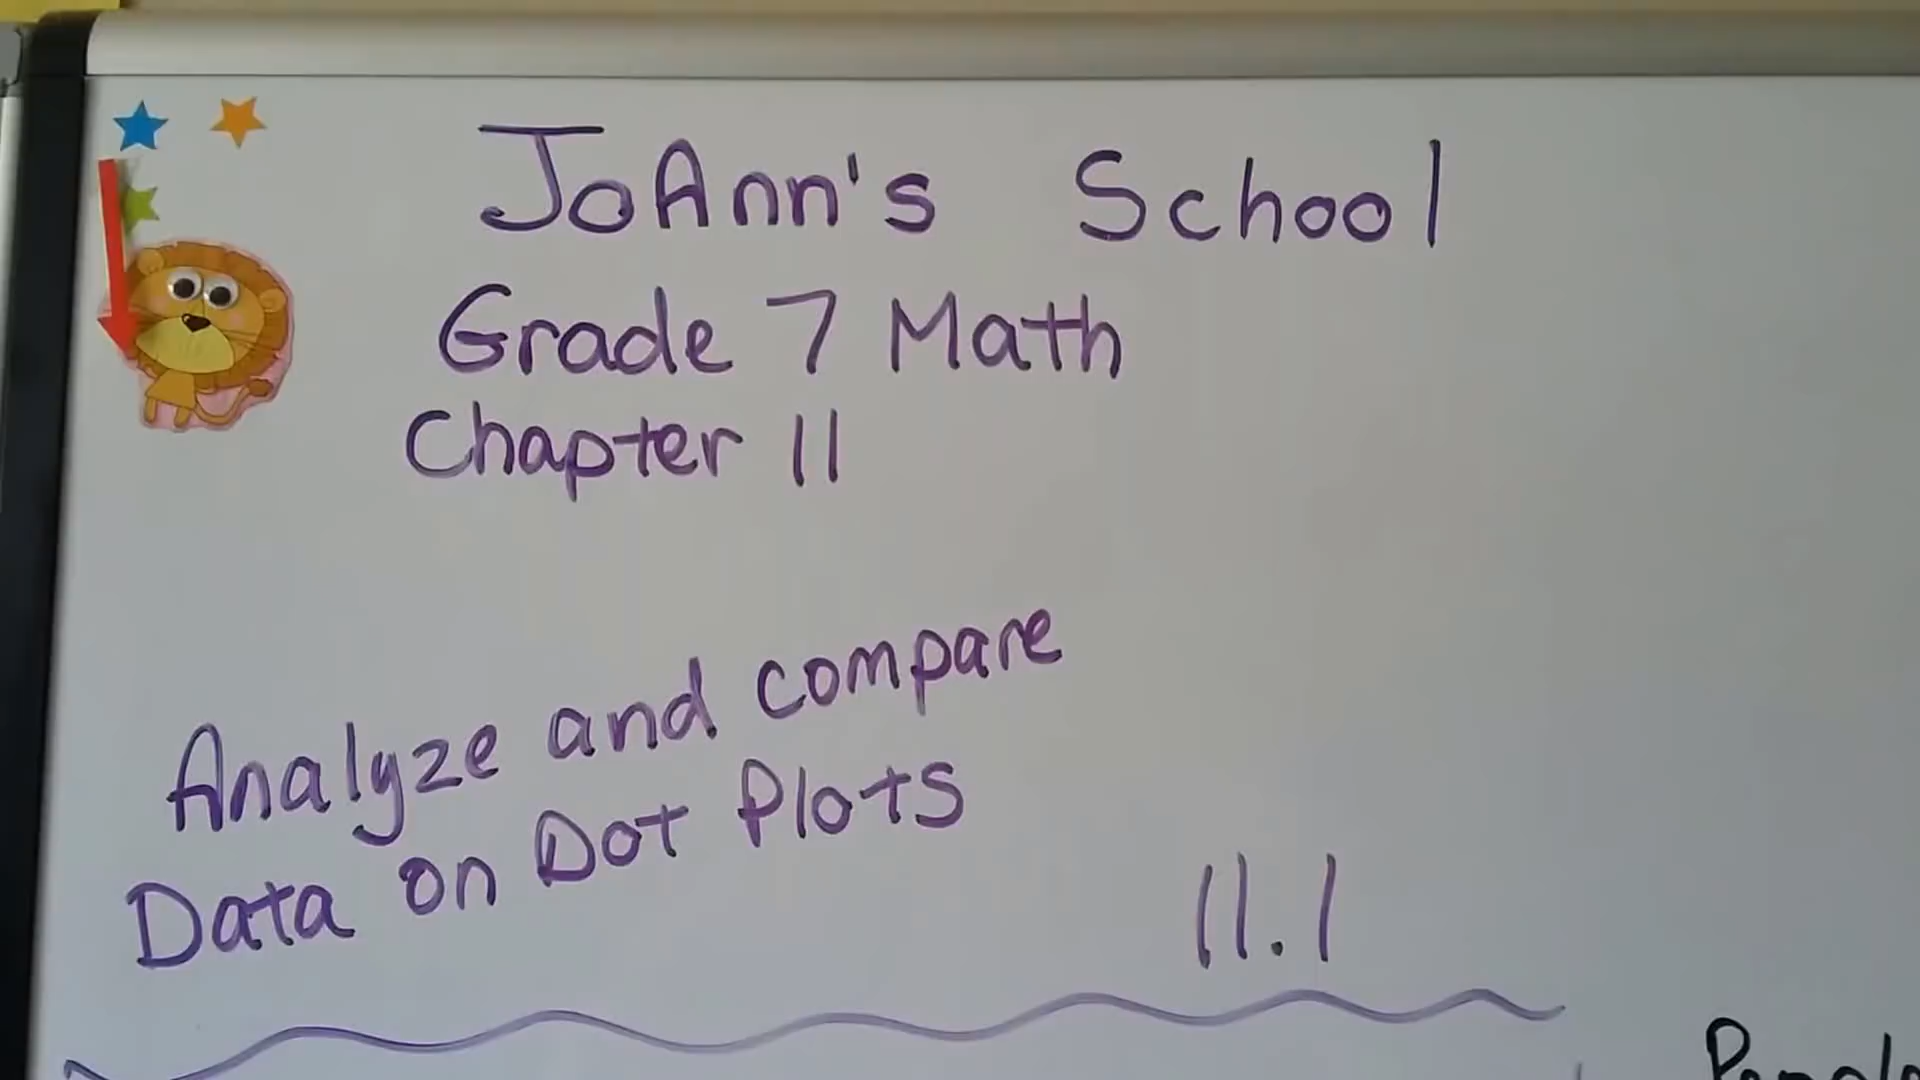 JoAnn's School
Grade 7 Math
Chapter 11
Analyze and compare
Data on Dot Plots
11.1